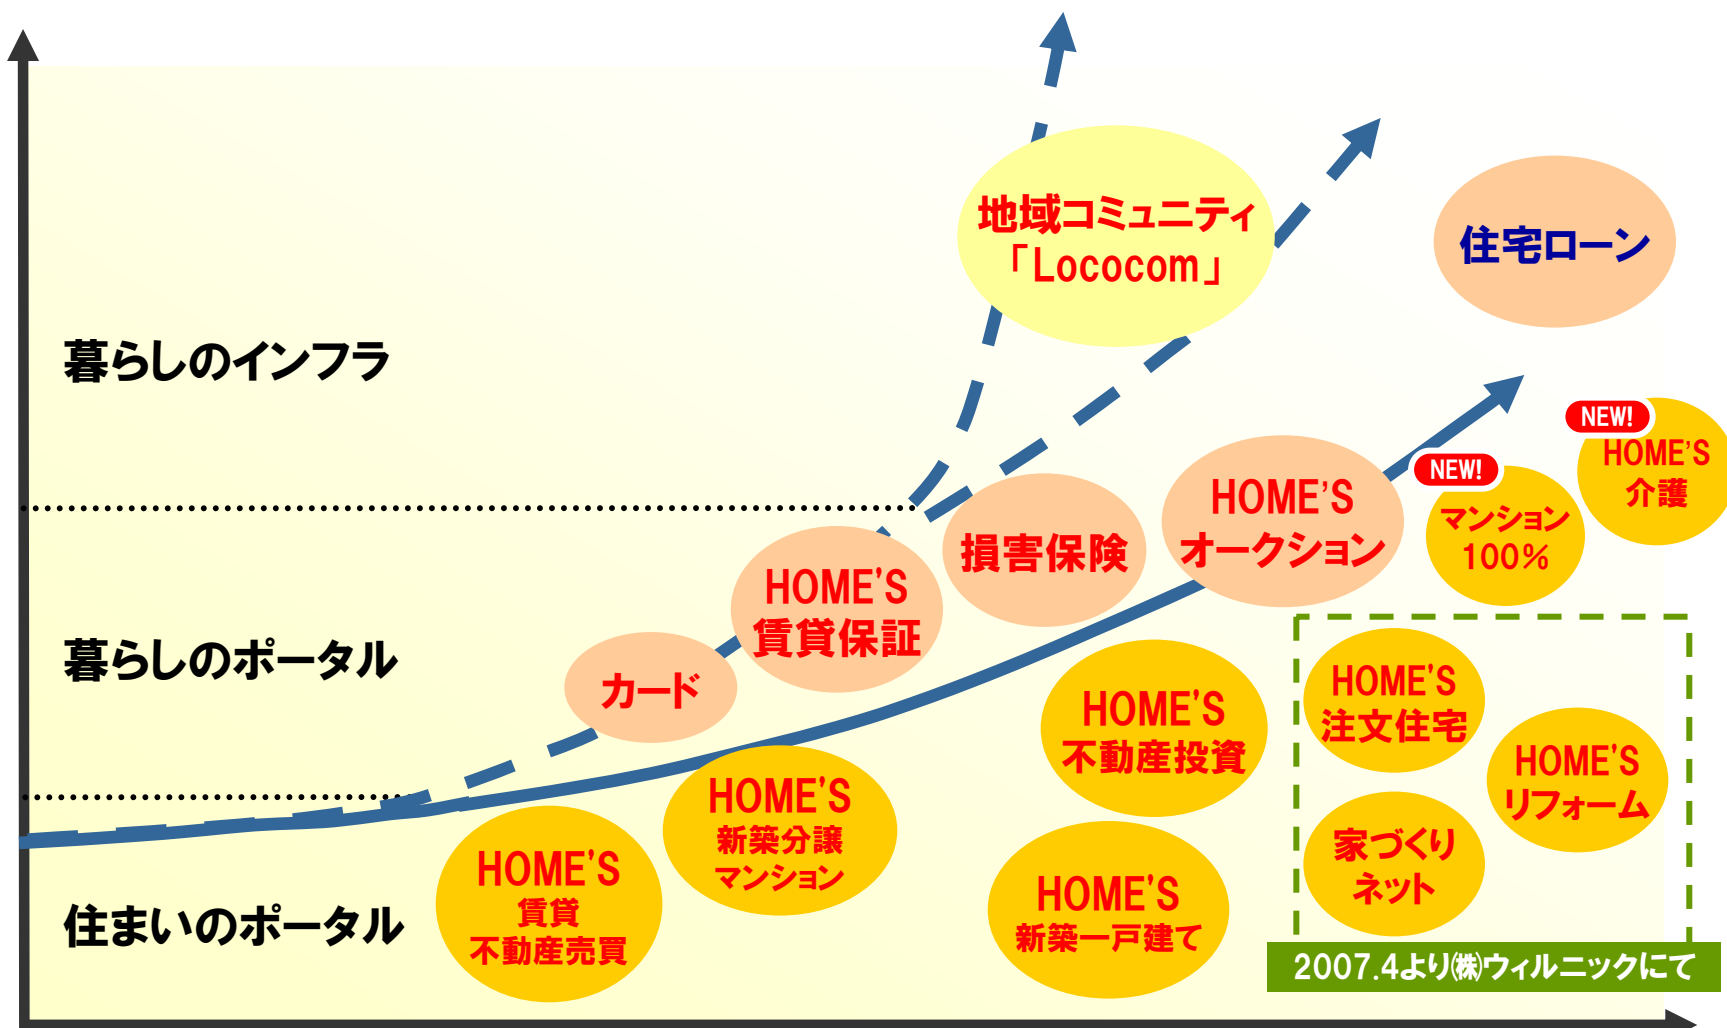 地域コミュニティ
「Lococom」
住宅ローン
暮らしのインフラ
NEW!
HOME'S
介護
NEW!
マンション
100%
HOME'S
オークション
損害保険
HOME'S
賃貸保証
暮らしのポータル
カード
HOME'S
不動産投資
HOME'S
注文住宅
HOME'S
リフォーム
HOME'S
新築分譲
マンション
家づくり
ネット
住まいのポータル
HOME'S
賃貸
不動産売買
HOME'S
新築一戸建て
2007.4より㈱ウィルニックにて